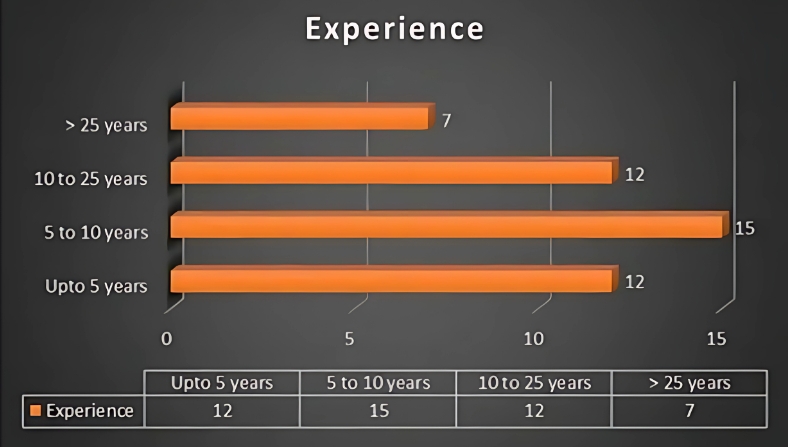 Experience
> 25 years 7
10 to 25 years 12
5 to 10 years 15
Upto 5 years 12
0 5 10 15
Upto 5 years 5 to 10 years 10 to 25 years > 25 years
Experience 12 15 12 7